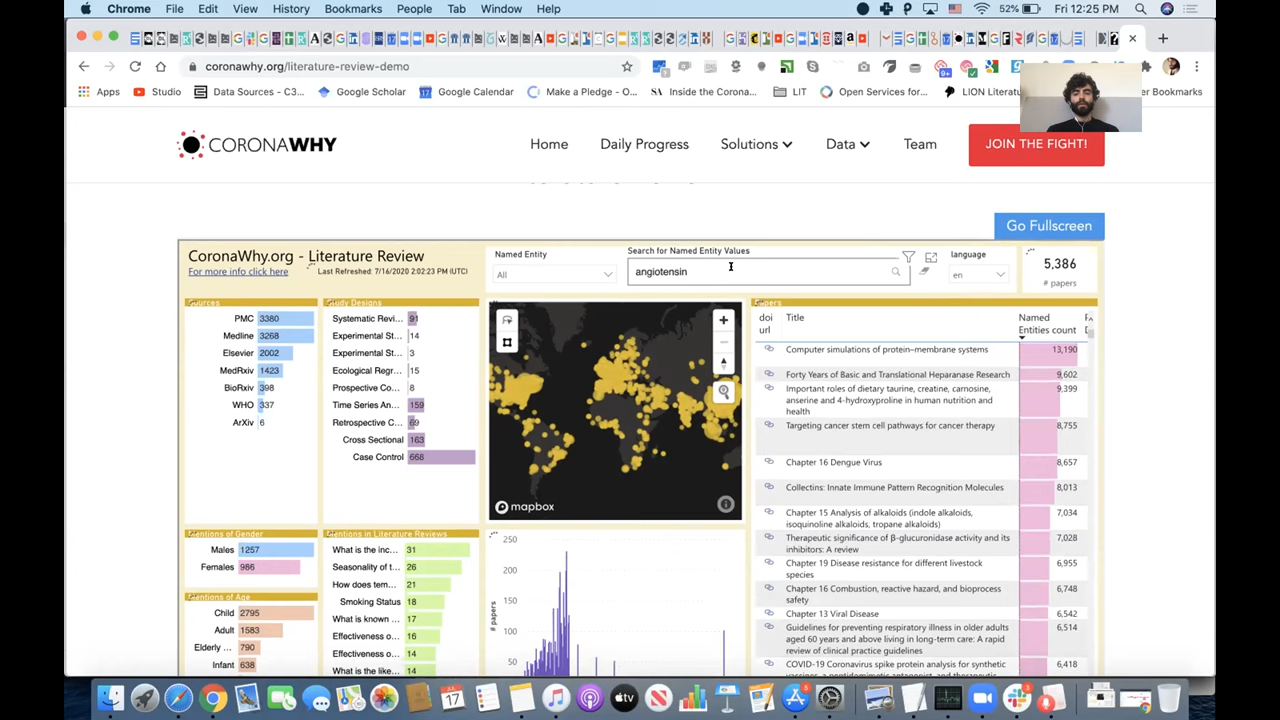 Chrome File Edit View History Bookmarks People Tab Window Help 52% Fri 12:25 PM
coronawhy.org/literature-review-demo
Apps Studio Data Sources - C3... Google Scholar Google Calendar Make a Pledge - O... Inside the Corona... LIT Open Services for... LION Literatu er Bookmarks
CORONAWHY Home Daily Progress Solutions Data Team JOIN THE FIGHT!
Go Fullscreen
CoronaWhy.org - Literature Review
For more info click here Last Refreshed: 7/16/2020 2:02:23 PM (UTC)
Named Entity
All
Search for Named Entity Values
angiotensin
language
en
5,386
# papers
Sources
PMC 3380
Medline 3268
Elsevier 2002
MedRxiv 1423
BioRxiv 398
WHO 337
ArXiv 6
Study Designs
Systematic Revi... 91
Experimental St... 14
Experimental St... 3
Ecological Regr... 15
Prospective Co... 8
Time Series An... 159
Retrospective C... 69
Cross Sectional 163
Case Control 668
mapbox
Papers
doi url Title Named Entities count
Computer simulations of protein–membrane systems 13,190
Forty Years of Basic and Translational Heparanase Research 9,602
Important roles of dietary taurine, creatine, carnosine, 9,399
anserine and 4-hydroxyproline in human nutrition and
health
Targeting cancer stem cell pathways for cancer therapy 8,755
Chapter 16 Dengue Virus 8,657
Collectins: Innate Immune Pattern Recognition Molecules 8,013
Chapter 15 Analysis of alkaloids (indole alkaloids, 7,034
isoquinoline alkaloids, tropane alkaloids)
Therapeutic significance of β-glucuronidase activity and its 7,028
inhibitors: A review
Chapter 19 Disease resistance for different livestock 6,955
species
Chapter 16 Combustion, reactive hazard, and bioprocess 6,748
safety
Chapter 13 Viral Disease 6,542
Guidelines for preventing respiratory illness in older adults 6,514
aged 60 years and above living in long-term care: A rapid
review of clinical practice guidelines
COVID-19 Coronavirus spike protein analysis for synthetic 6,418
Mentions of Gender
Males 1257
Females 986
Mentions of Age
Child 2795
Adult 1583
Elderly ... 790
Infant 638
Mentions in Literature Reviews
What is the inc... 31
Seasonality of t... 26
How does tem... 21
Smoking Status 18
What is known ... 17
Effectiveness o... 16
Effectiveness o... 14
What is the like... 14
# papers
250
200
150
100
50